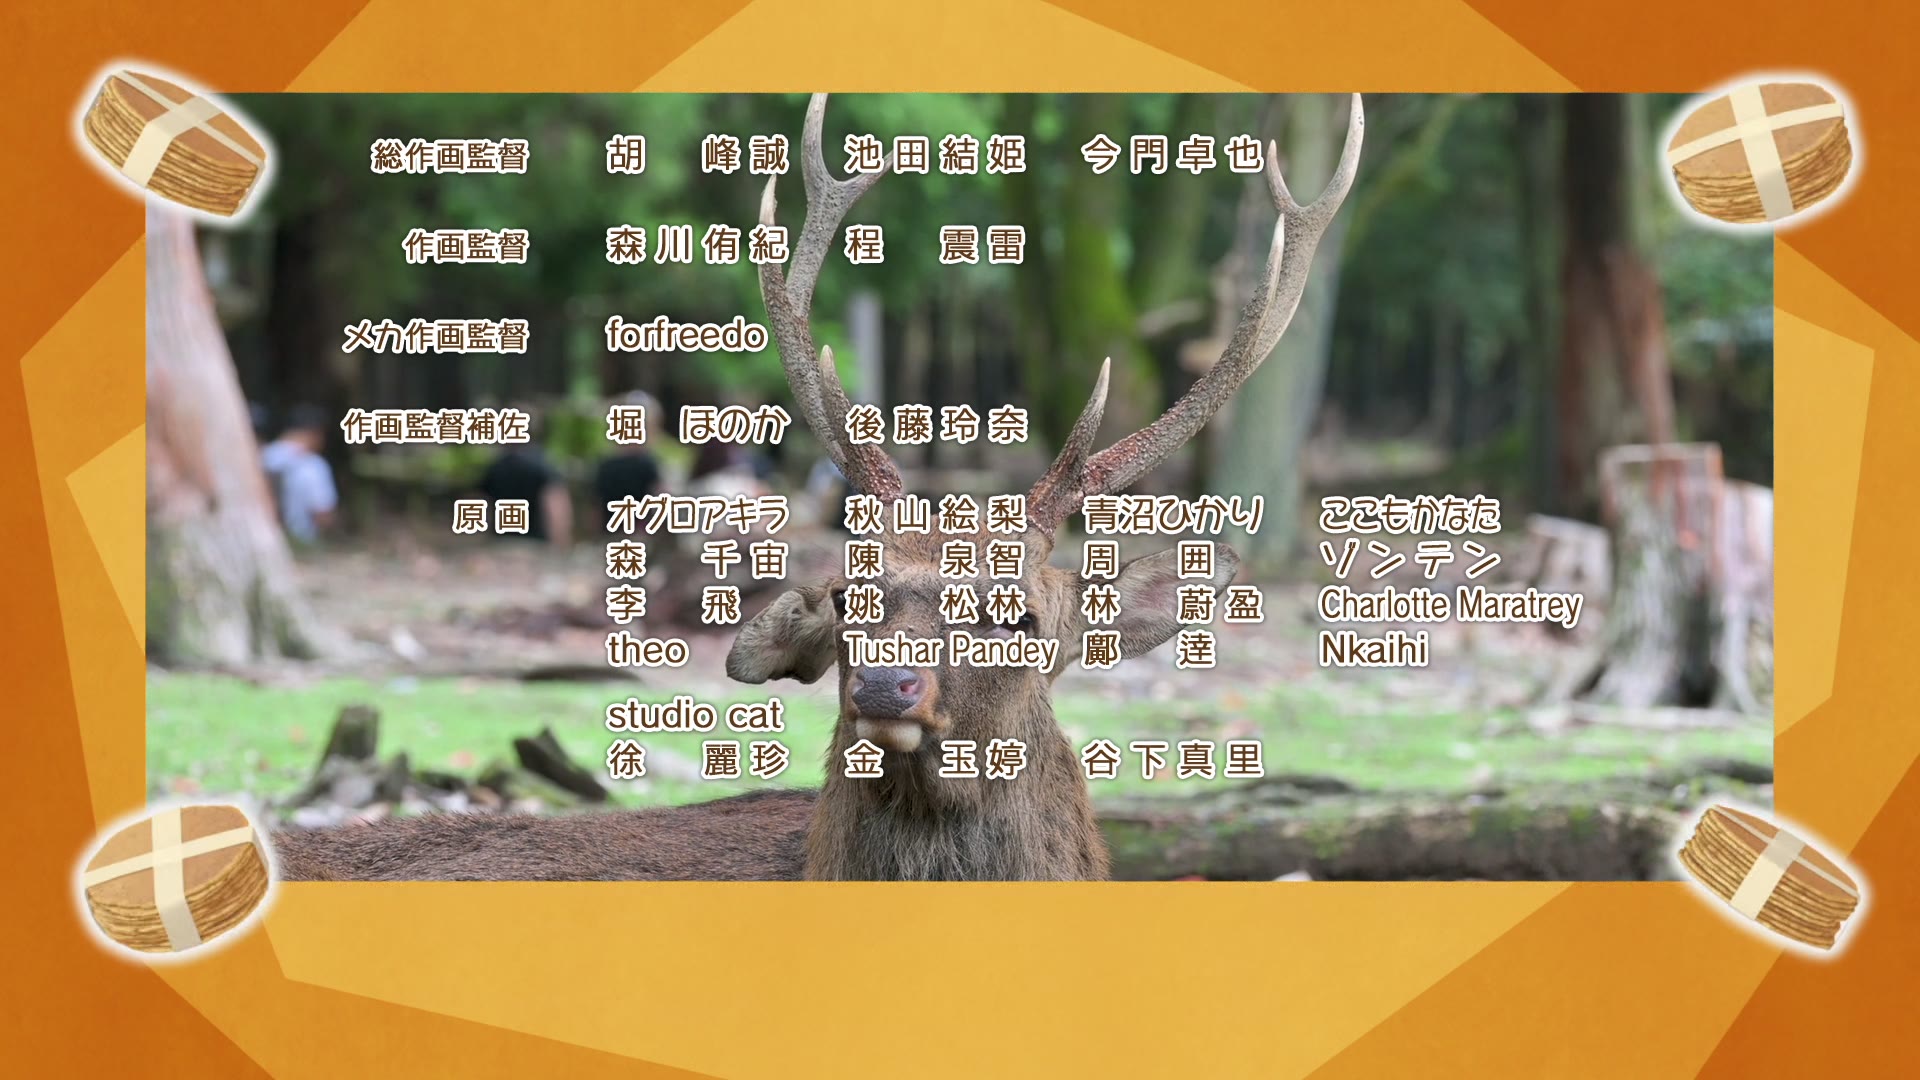 総作画監督 胡 峰誠 池田結姫 今門卓也
作画監督 森川侑紀 程 震雷
メカ作画監督 forfreedo
作画監督補佐 堀 ほのか 後藤玲奈
原画 オグロアキラ 秋山絵梨 青沼ひかり ここもかなた
森 千宙 陳 泉智 周 囲 ゾンテン
李 飛 姚 松林 林 蔚盈 Charlotte Maratrey
theo Tushar Pandey 鄺 達 Nkaihi
studio cat
徐 麗珍 金 玉婷 谷下真里